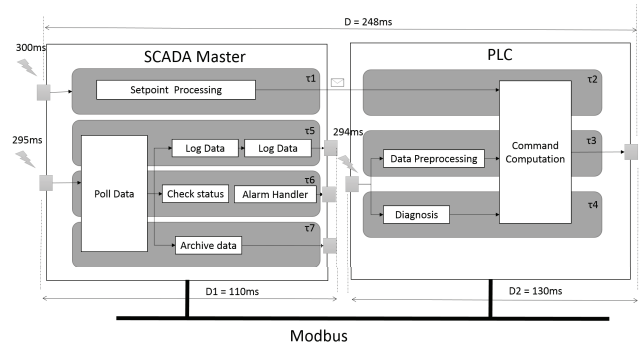 D = 248ms
300ms
SCADA Master
PLC
τ1
Setpoint Processing
τ2
295ms
τ5
Log Data
Log Data
294ms
τ3
Data Preprocessing
Command
Computation
Poll Data
τ6
Check status
Alarm Handler
τ4
Diagnosis
τ7
Archive data
D1 = 110ms
D2 = 130ms
Modbus